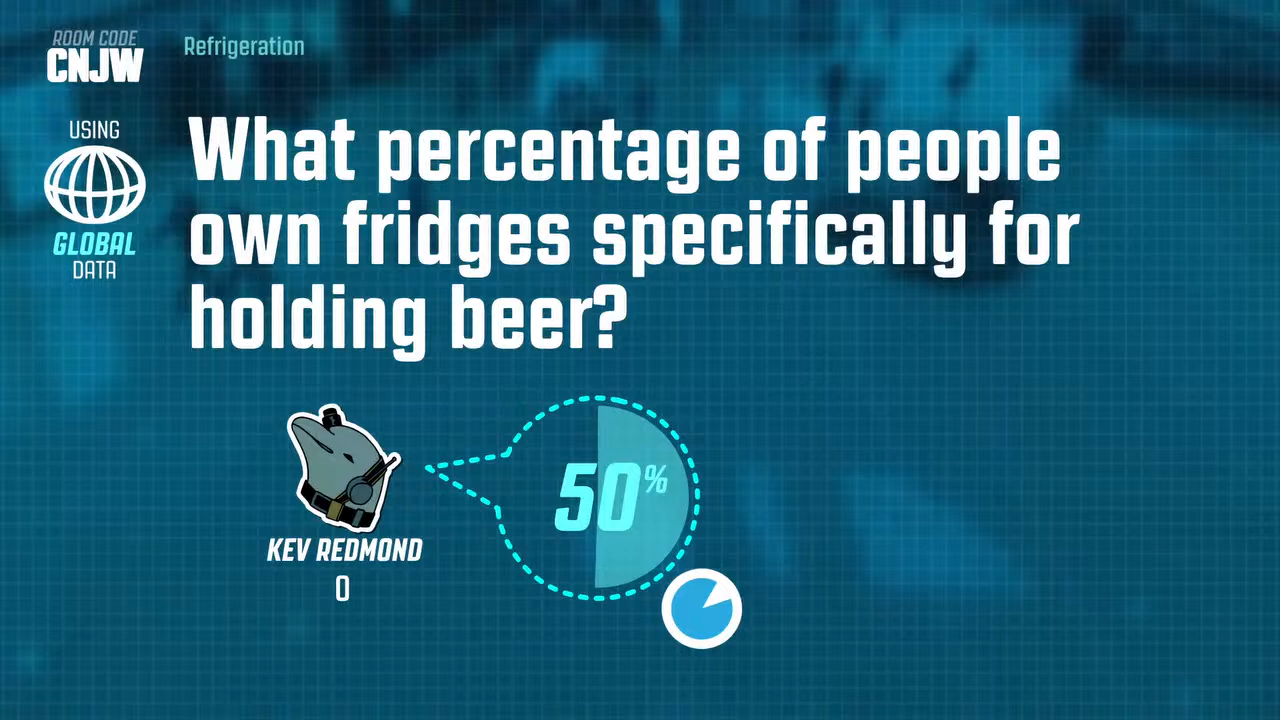 ROOM CODE
CNJW
Refrigeration
USING
GLOBAL
DATA
What percentage of people
own fridges specifically for
holding beer?
50%
KEV REDMOND
0